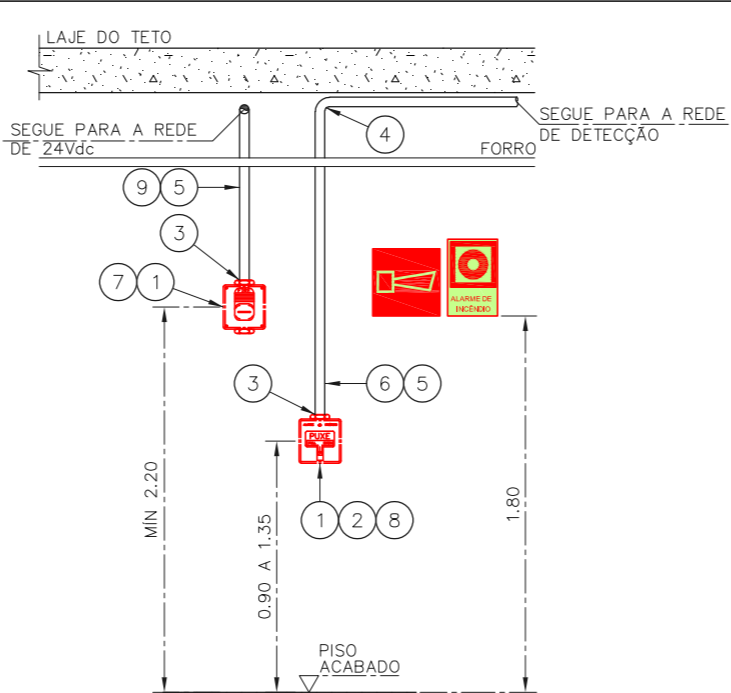 LAJE DO TETO
SEGUE PARA A REDE
DE 24Vdc
SEGUE PARA A REDE
DE DETECÇÃO
4
FORRO
9 5
3
7 1
ALARME DE
INCÊNDIO
3
6 5
PUXE
1 2 8
MÍN 2.20
0.90 A 1.35
1.80
PISO
ACABADO